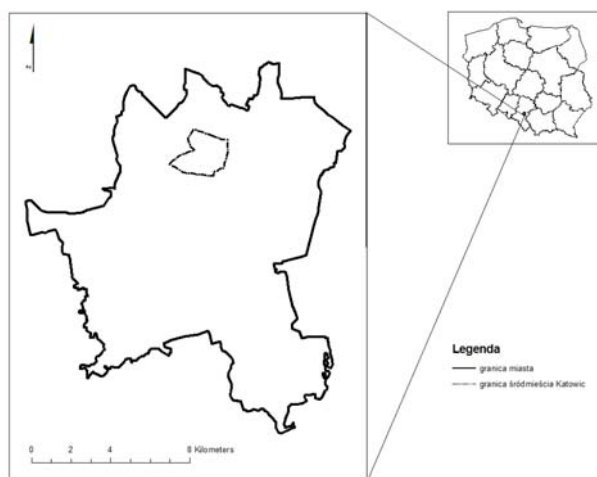 z
Legenda
granica miasta
granica śródmieścia Katowic
0 2 4 8 Kilometers